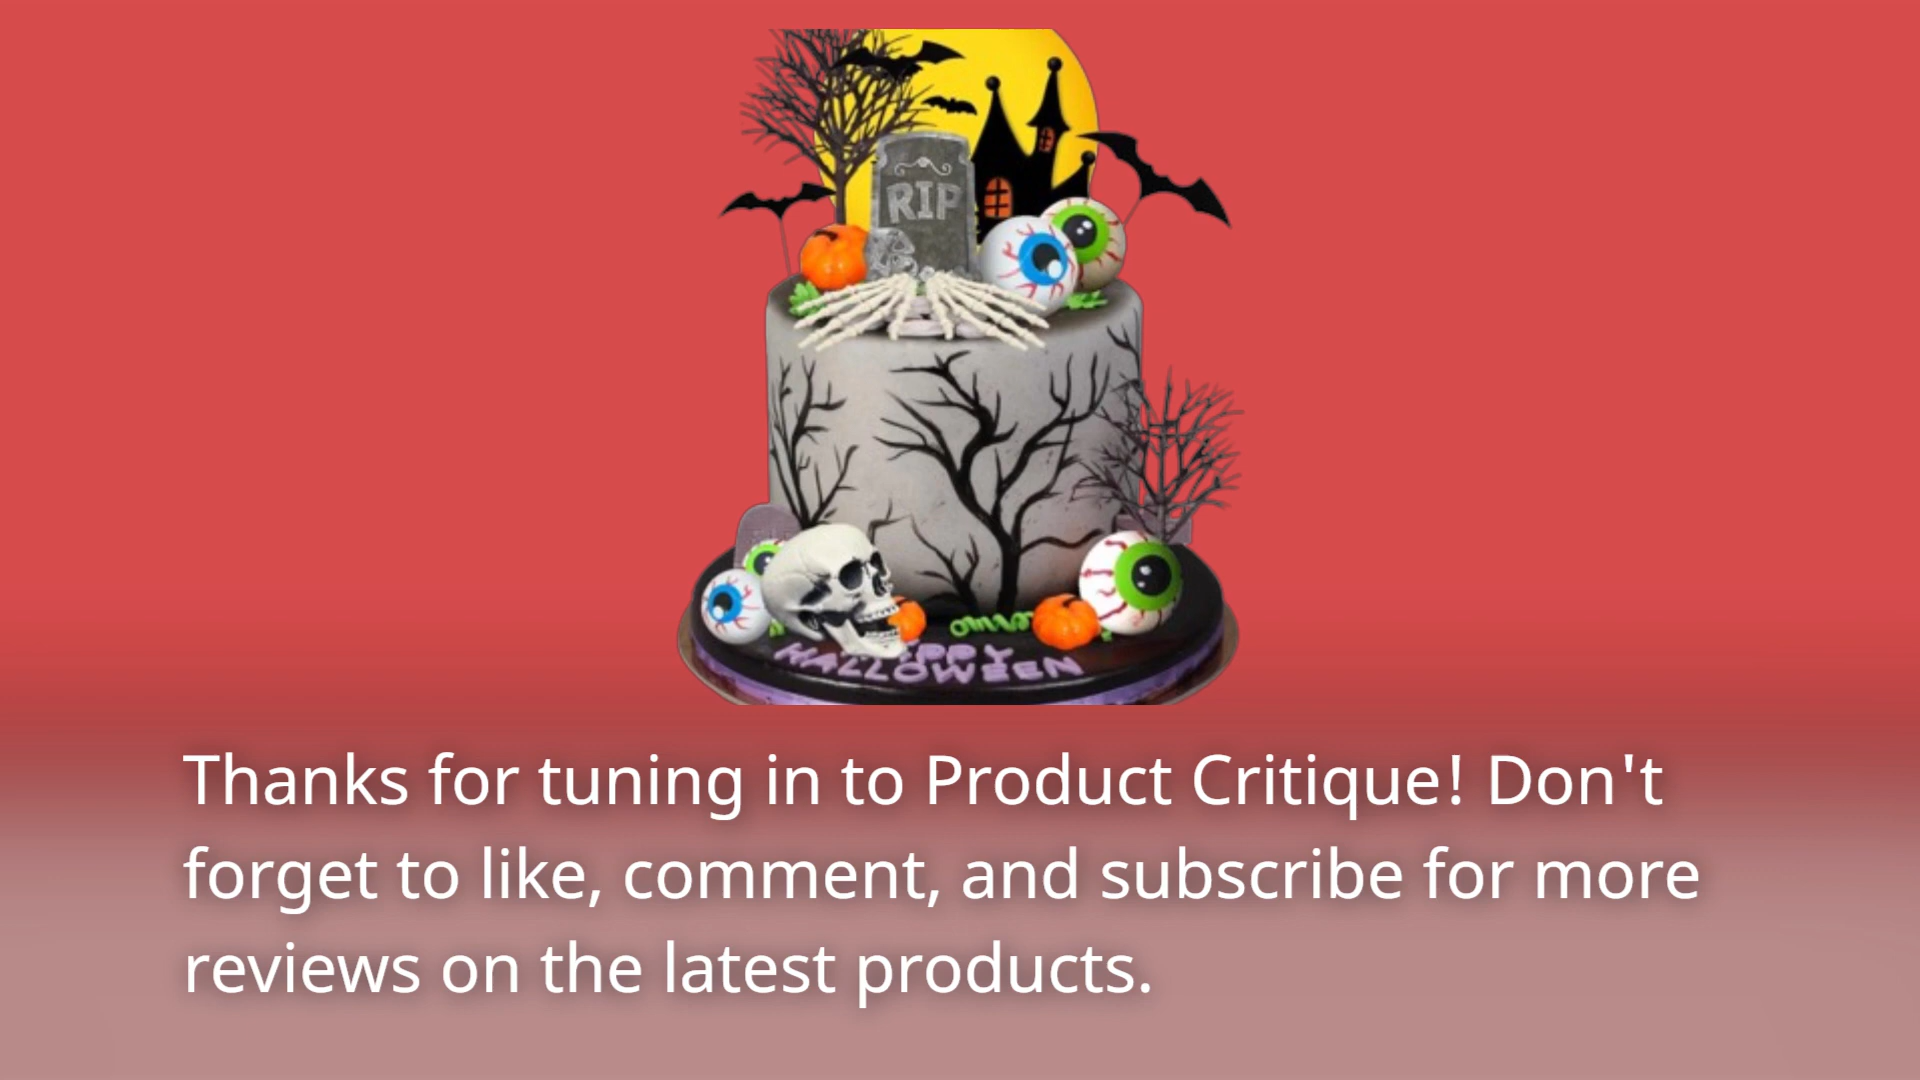 RIP
HALLOWEEN
Thanks for tuning in to Product Critique! Don't
forget to like, comment, and subscribe for more
reviews on the latest products.